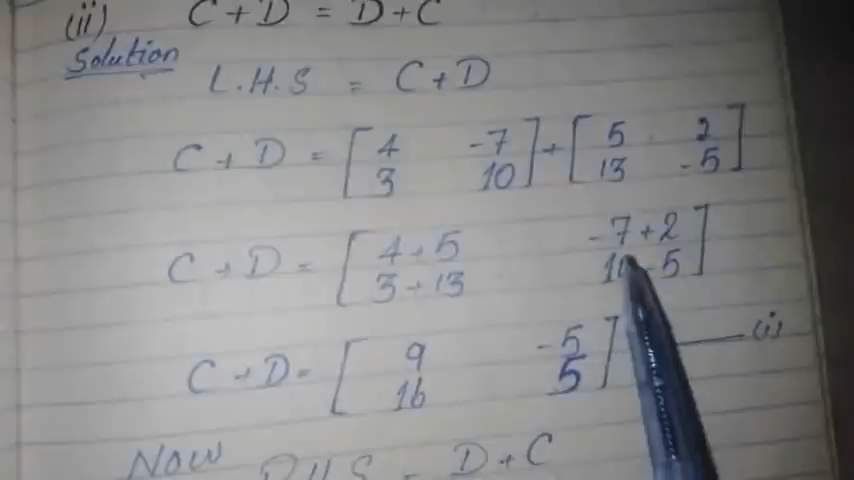 (ii) C + D = D + C
Solution
L.H.S = C + D
C + D = [ 4 -7 ] + [ 5 2 ]
3 10 13 -5
C + D = [ 4 + 5 -7 + 2 ]
3 + 13 10 - 5
C + D = [ 9 -5 ] (i)
16 5
Now R.H.S = D + C